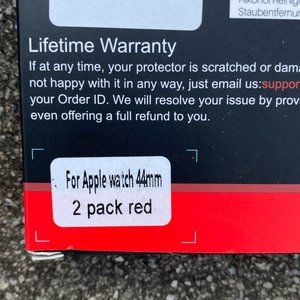 Staubentfernun
Lifetime Warranty
If at any time, your protector is scratched or dama
not happy with it in any way, just email us:suppor
your Order ID. We will resolve your issue by prov
even offering a full refund to you.
For Apple watch 44mm
2 pack red